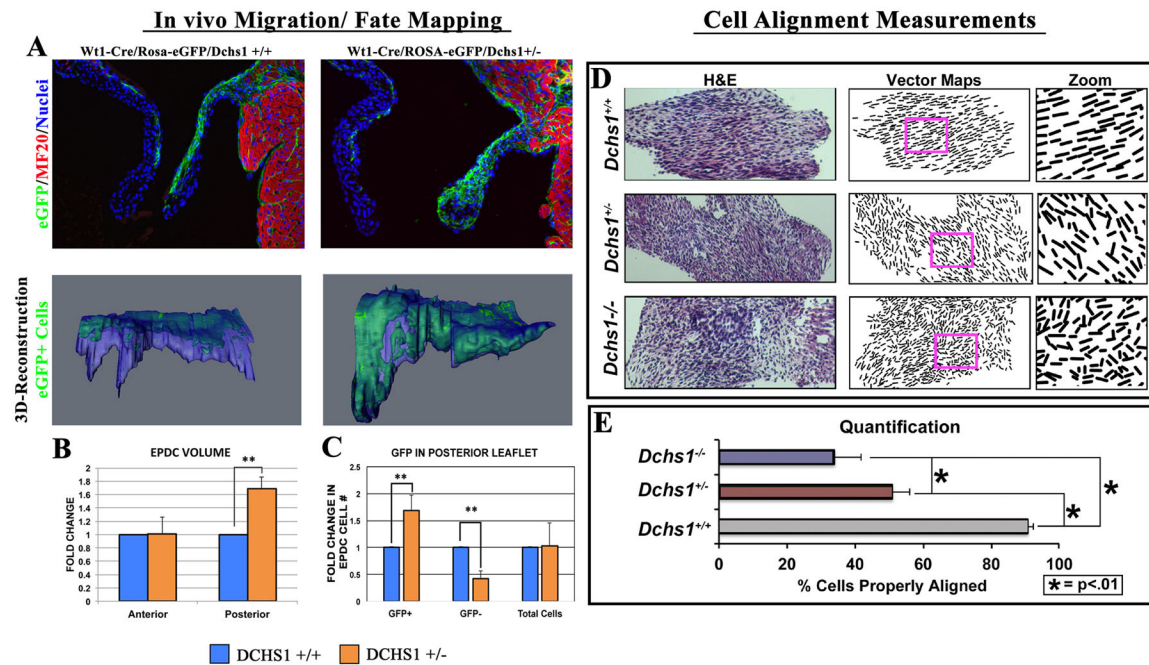 In vivo Migration/ Fate Mapping
Cell Alignment Measurements
A
Wt1-Cre/Rosa-eGFP/Dchs1 +/+
Wt1-Cre/ROSA-eGFP/Dchs1+/-
eGFP/MF20/Nuclei
3D-Reconstruction
eGFP+ Cells
B
EPDC VOLUME
FOLD CHANGE
2
1.8
1.6
1.4
1.2
1
0.8
0.6
0.4
0.2
0
**
Anterior
Posterior
C
GFP IN POSTERIOR LEAFLET
FOLD CHANGE IN
EPDC CELL #
2.5
2
1.5
1
0.5
0
**
**
GFP+
GFP-
Total Cells
DCHS1 +/+
DCHS1 +/-
D
H&E
Vector Maps
Zoom
Dchs1+/+
Dchs1+/-
Dchs1-/-
E
Quantification
Dchs1-/-
Dchs1+/-
Dchs1+/+
*
*
*
0
20
40
60
80
100
% Cells Properly Aligned
* = p<.01